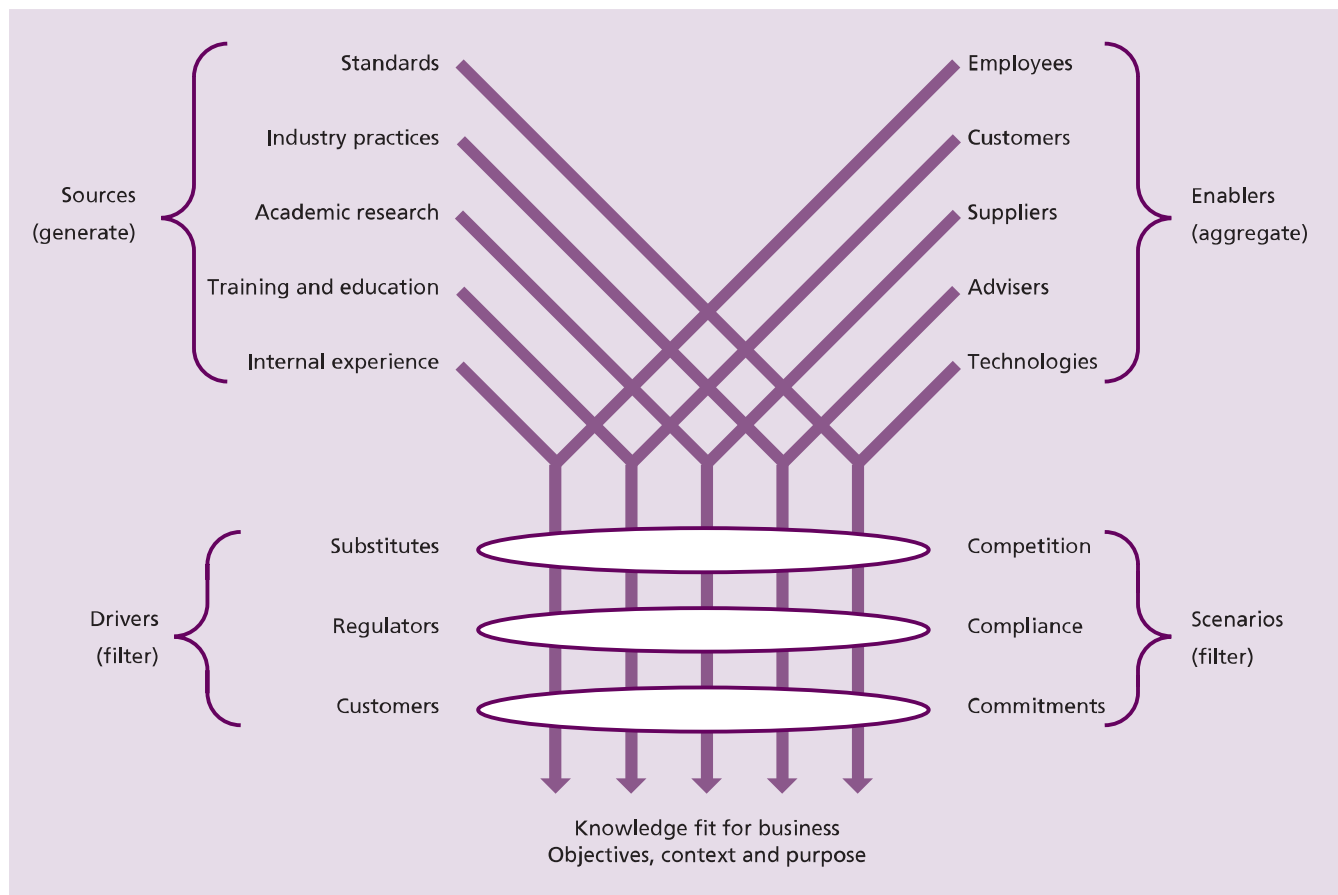 Sources
(generate)
Standards
Industry practices
Academic research
Training and education
Internal experience
Employees
Customers
Suppliers
Advisers
Technologies
Enablers
(aggregate)
Drivers
(filter)
Substitutes
Regulators
Customers
Competition
Compliance
Commitments
Scenarios
(filter)
Knowledge fit for business
Objectives, context and purpose